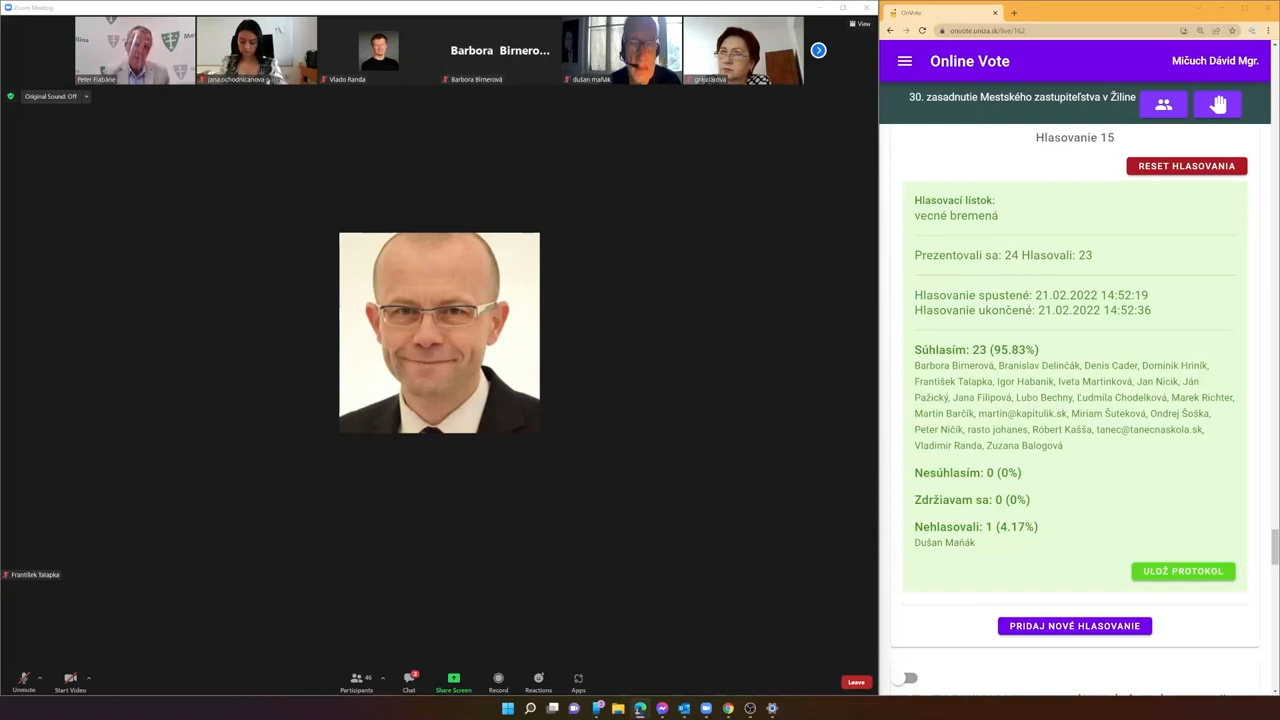 Zoom Meeting
View
Peter Fiabáne
jana.ochodnicanova
Vlado Randa
Barbora Birnero...
Barbora Birnerová
dušan maňák
grajclarova
Original Sound: Off
František Talapka
Unmute
Start Video
46
Participants
2
Chat
Share Screen
Record
Reactions
Apps
Leave
OnVote
onvote.uniza.sk/live/162
Online Vote
Mičuch Dávid Mgr.
30. zasadnutie Mestského zastupiteľstva v Žiline
Hlasovanie 15
RESET HLASOVANIA
Hlasovací lístok:
vecné bremená
Prezentovali sa: 24 Hlasovali: 23
Hlasovanie spustené: 21.02.2022 14:52:19
Hlasovanie ukončené: 21.02.2022 14:52:36
Súhlasím: 23 (95.83%)
Barbora Birnerová, Branislav Delinčák, Denis Cader, Dominik Hriník,
František Talapka, Igor Habanik, Iveta Martinková, Jan Nicik, Ján
Pažický, Jana Filipová, Lubo Bechny, Ľudmila Chodelková, Marek Richter,
Martin Barčík, martin@kapitulik.sk, Miriam Šuteková, Ondrej Šoška,
Peter Ničík, rasto johanes, Róbert Kašša, tanec@tanecnaskola.sk,
Vladimir Randa, Zuzana Balogová
Nesúhlasím: 0 (0%)
Zdržiavam sa: 0 (0%)
Nehlasovali: 1 (4.17%)
Dušan Maňák
ULOŽ PROTOKOL
PRIDAJ NOVÉ HLASOVANIE